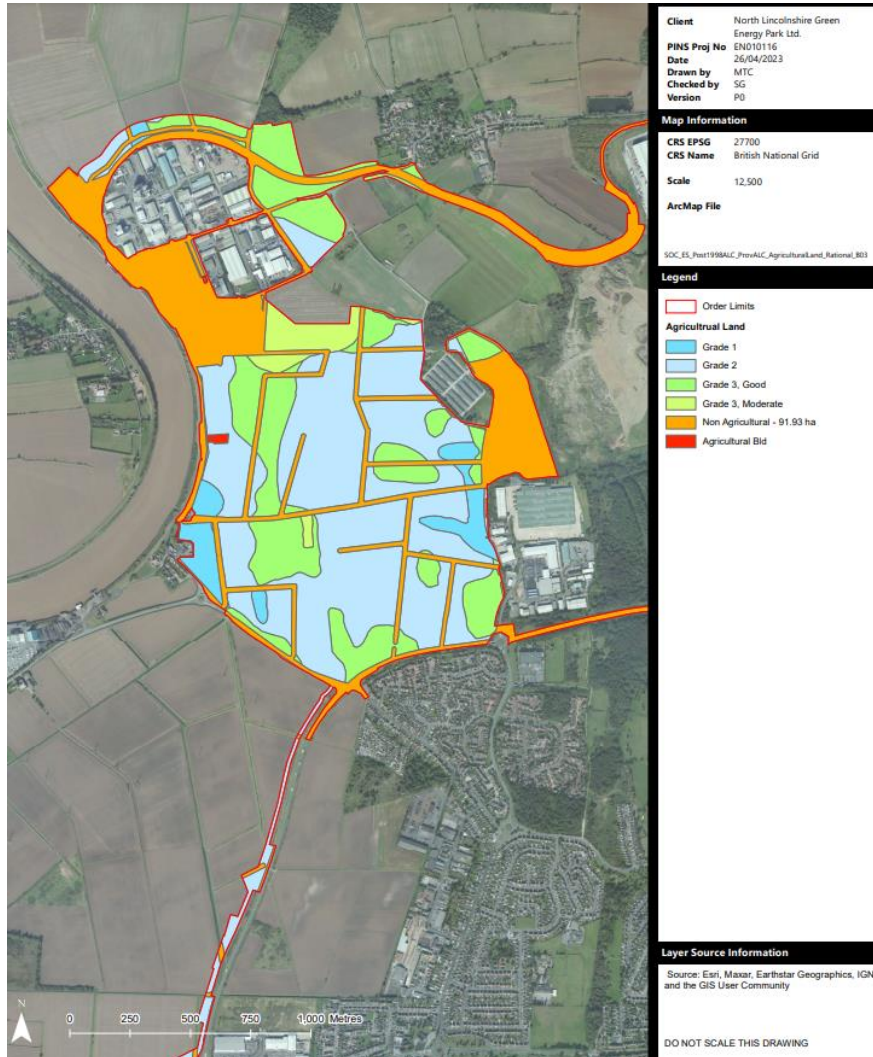 Client North Lincolnshire Green
Energy Park Ltd.
PINS Proj No EN010116
Date 26/04/2023
Drawn by MTC
Checked by SG
Version P0
Map Information
CRS EPSG 27700
CRS Name British National Grid
Scale 12,500
ArcMap File
SOC_ES_Post1998ALC_ProvALC_AgriculturalLand_Rational_B03
Legend
Order Limits
Agricultrual Land
Grade 1
Grade 2
Grade 3, Good
Grade 3, Moderate
Non Agricultural - 91.93 ha
Agricultural Bld
N
0 250 500 750 1,000 Metres
Layer Source Information
Source: Esri, Maxar, Earthstar Geographics, IGN
and the GIS User Community
DO NOT SCALE THIS DRAWING